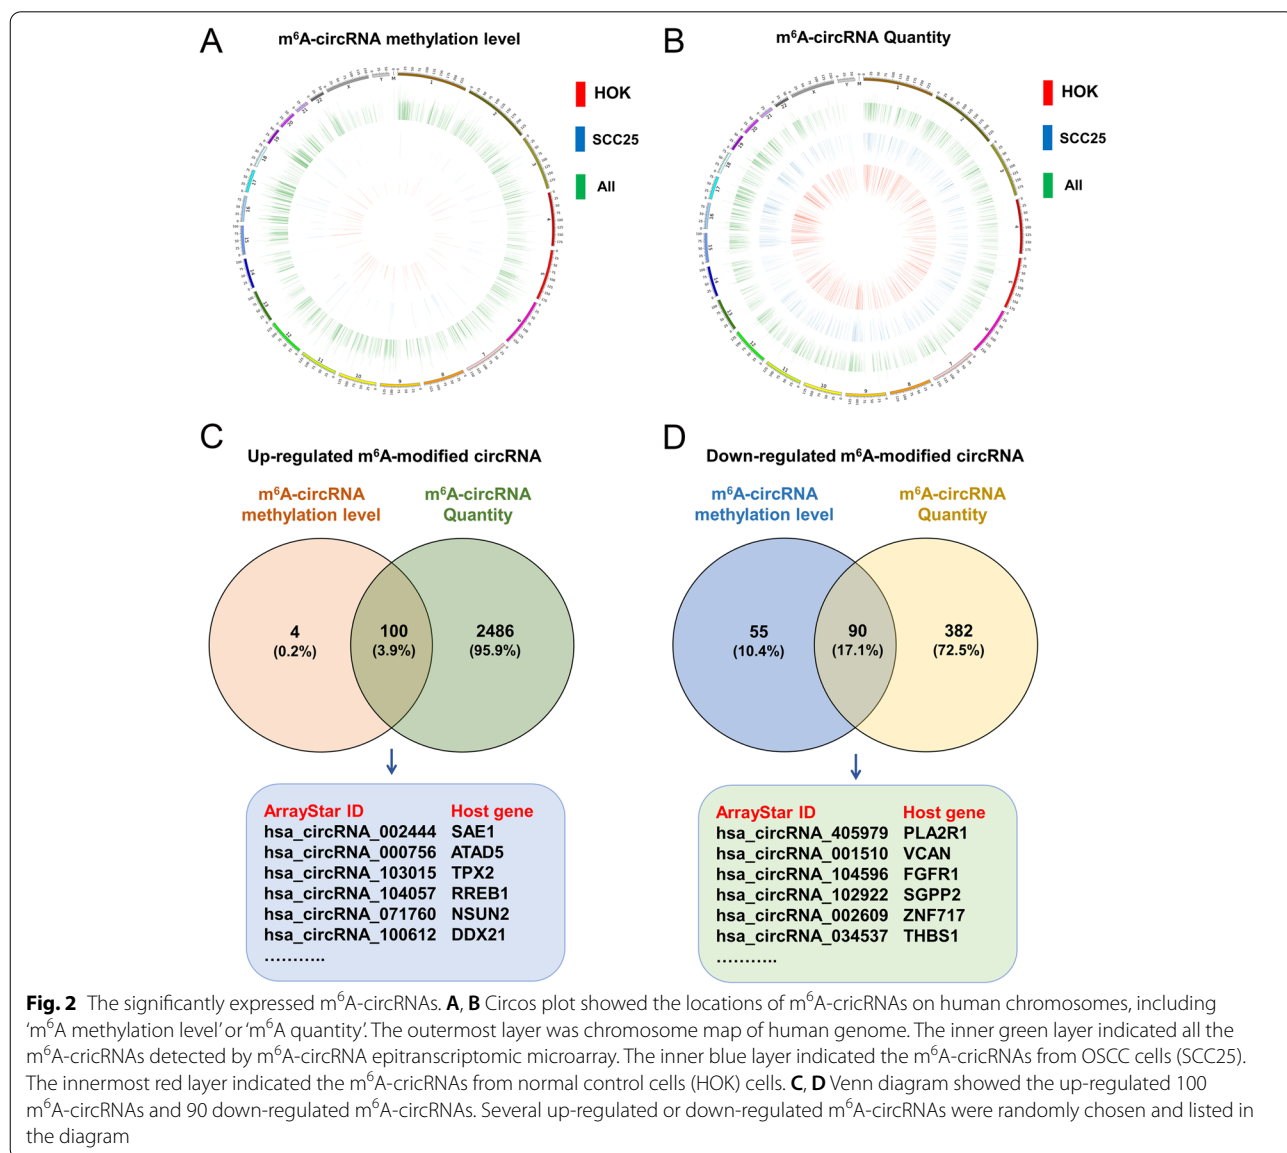 A
m⁶A-circRNA methylation level
HOK
SCC25
All
B
m⁶A-circRNA Quantity
HOK
SCC25
All
C
Up-regulated m⁶A-modified circRNA
m⁶A-circRNA
methylation level
m⁶A-circRNA
Quantity
4
(0.2%)
100
(3.9%)
2486
(95.9%)
ArrayStar ID Host gene
hsa_circRNA_002444 SAE1
hsa_circRNA_000756 ATAD5
hsa_circRNA_103015 TPX2
hsa_circRNA_104057 RREB1
hsa_circRNA_071760 NSUN2
hsa_circRNA_100612 DDX21
………..
D
Down-regulated m⁶A-modified circRNA
m⁶A-circRNA
methylation level
m⁶A-circRNA
Quantity
55
(10.4%)
90
(17.1%)
382
(72.5%)
ArrayStar ID Host gene
hsa_circRNA_405979 PLA2R1
hsa_circRNA_001510 VCAN
hsa_circRNA_104596 FGFR1
hsa_circRNA_102922 SGPP2
hsa_circRNA_002609 ZNF717
hsa_circRNA_034537 THBS1
………..
Fig. 2 The significantly expressed m⁶A-circRNAs. A, B Circos plot showed the locations of m⁶A-cricRNAs on human chromosomes, including
‘m⁶A methylation level’ or ‘m⁶A quantity’. The outermost layer was chromosome map of human genome. The inner green layer indicated all the
m⁶A-cricRNAs detected by m⁶A-circRNA epitranscriptomic microarray. The inner blue layer indicated the m⁶A-cricRNAs from OSCC cells (SCC25).
The innermost red layer indicated the m⁶A-cricRNAs from normal control cells (HOK) cells. C, D Venn diagram showed the up-regulated 100
m⁶A-circRNAs and 90 down-regulated m⁶A-circRNAs. Several up-regulated or down-regulated m⁶A-circRNAs were randomly chosen and listed in
the diagram